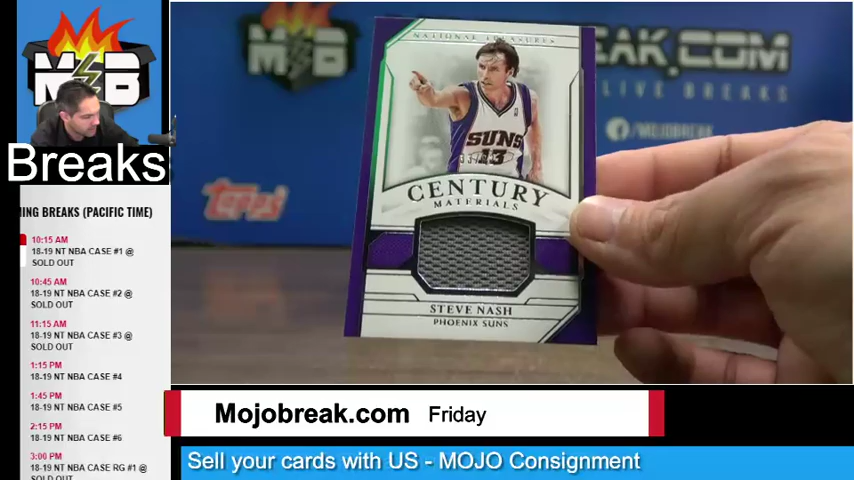 MB
Breaks
MING BREAKS (PACIFIC TIME)
10:15 AM
18-19 NT NBA CASE #1 @
SOLD OUT
10:45 AM
18-19 NT NBA CASE #2 @
SOLD OUT
11:15 AM
18-19 NT NBA CASE #3 @
SOLD OUT
1:15 PM
18-19 NT NBA CASE #4
1:45 PM
18-19 NT NBA CASE #5
2:15 PM
18-19 NT NBA CASE #6
3:00 PM
18-19 NT NBA CASE RG #1 @
SOLD OUT
MB
EAK.COM
LIVE BREAKS
/MOJOBREAK
Topps
NATIONAL TREASURES
SUNS
13
CENTURY
MATERIALS
STEVE NASH
PHOENIX SUNS
Mojobreak.com Friday
Sell your cards with US - MOJO Consignment